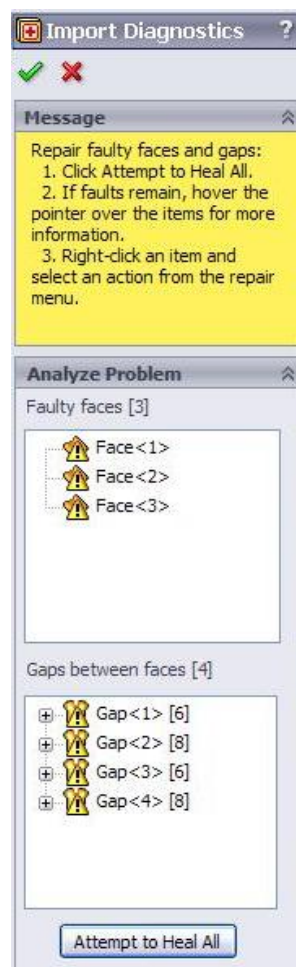 Import Diagnostics ?
Message
Repair faulty faces and gaps:
1. Click Attempt to Heal All.
2. If faults remain, hover the
pointer over the items for more
information.
3. Right-click an item and
select an action from the repair
menu.
Analyze Problem
Faulty faces [3]
Face<1>
Face<2>
Face<3>
Gaps between faces [4]
Gap<1> [6]
Gap<2> [8]
Gap<3> [6]
Gap<4> [8]
Attempt to Heal All